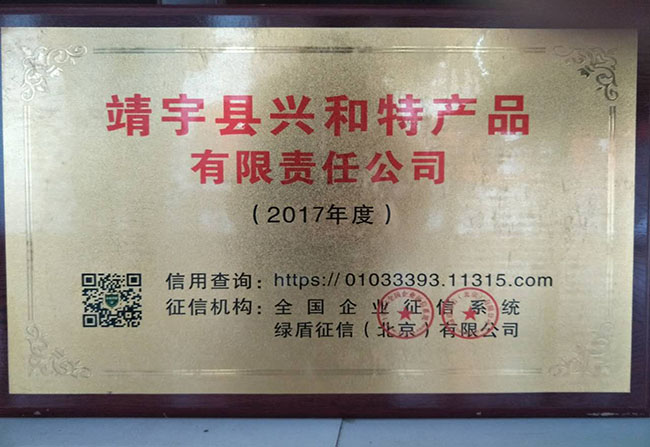 靖宇县兴和特产品
有限责任公司
（2017年度）
信用查询：https://01033393.11315.com
征信机构：全国企业征信系统
绿盾征信（北京）有限公司